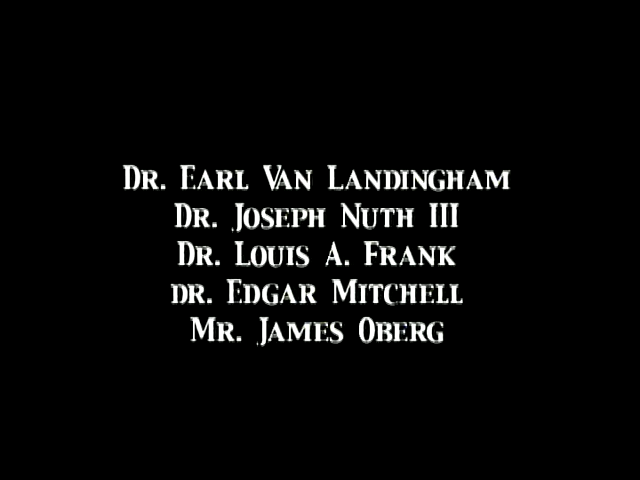 Dr. Earl Van Landingham
Dr. Joseph Nuth III
Dr. Louis A. Frank
dr. Edgar Mitchell
Mr. James Oberg